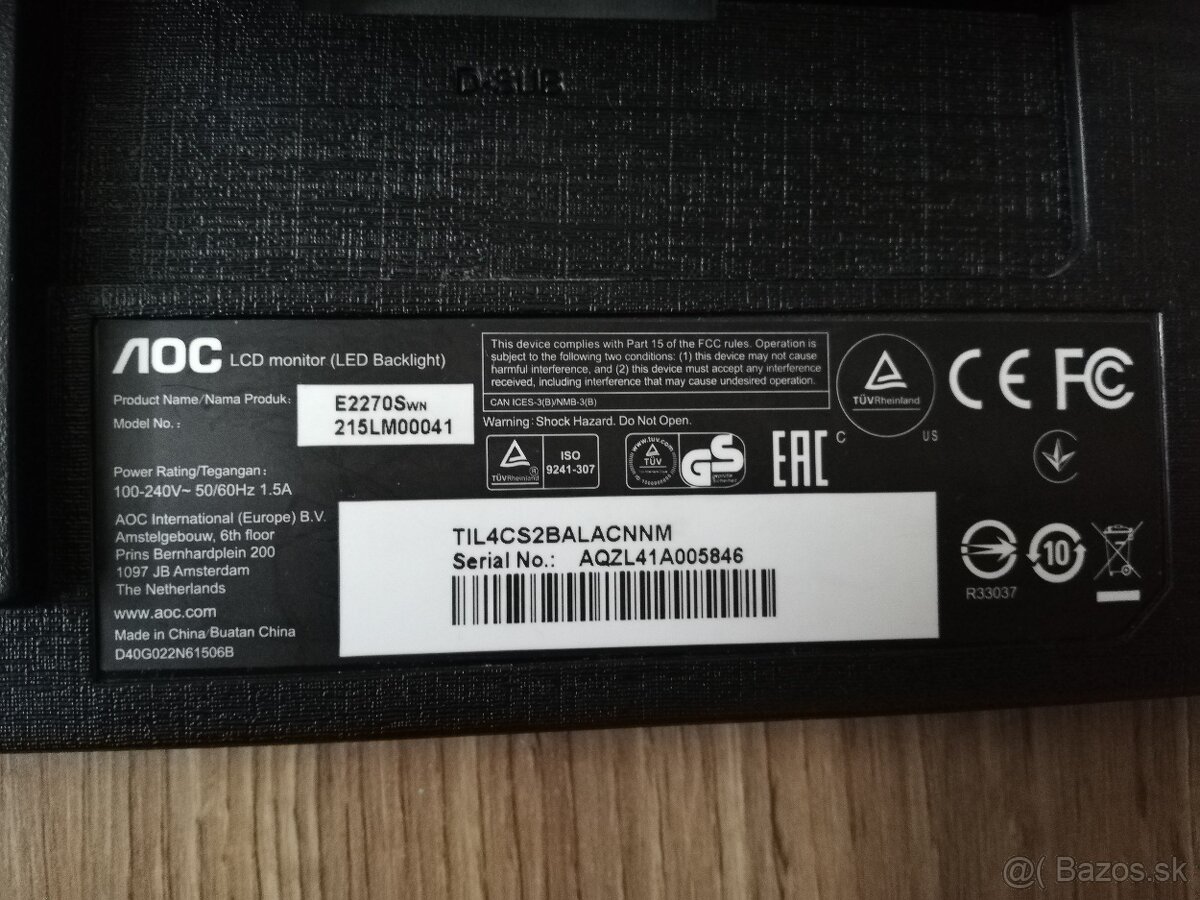 D-SUB
AOC LCD monitor (LED Backlight)
Product Name/Nama Produk: E2270SWN
Model No.: 215LM00041
Power Rating/Tegangan:
100-240V~ 50/60Hz 1.5A
AOC International (Europe) B.V.
Amstelgebouw, 6th floor
Prins Bernhardplein 200
1097 JB Amsterdam
The Netherlands
www.aoc.com
Made in China/Buatan China
D40G022N61506B
This device complies with Part 15 of the FCC rules. Operation is
subject to the following two conditions: (1) this device may not cause
harmful interference, and (2) this device must accept any interference
received, including interference that may cause undesired operation.
CAN ICES-3(B)/NMB-3(B)
Warning: Shock Hazard. Do Not Open.
TÜVRheinland ®
ISO
9241-307
www.tuv.com
TÜV
GS
EAC
TÜVRheinland
C US
CE FC
TIL4CS2BALACNNM
Serial No.: AQZL41A005846
R33037
10
@( Bazos.sk